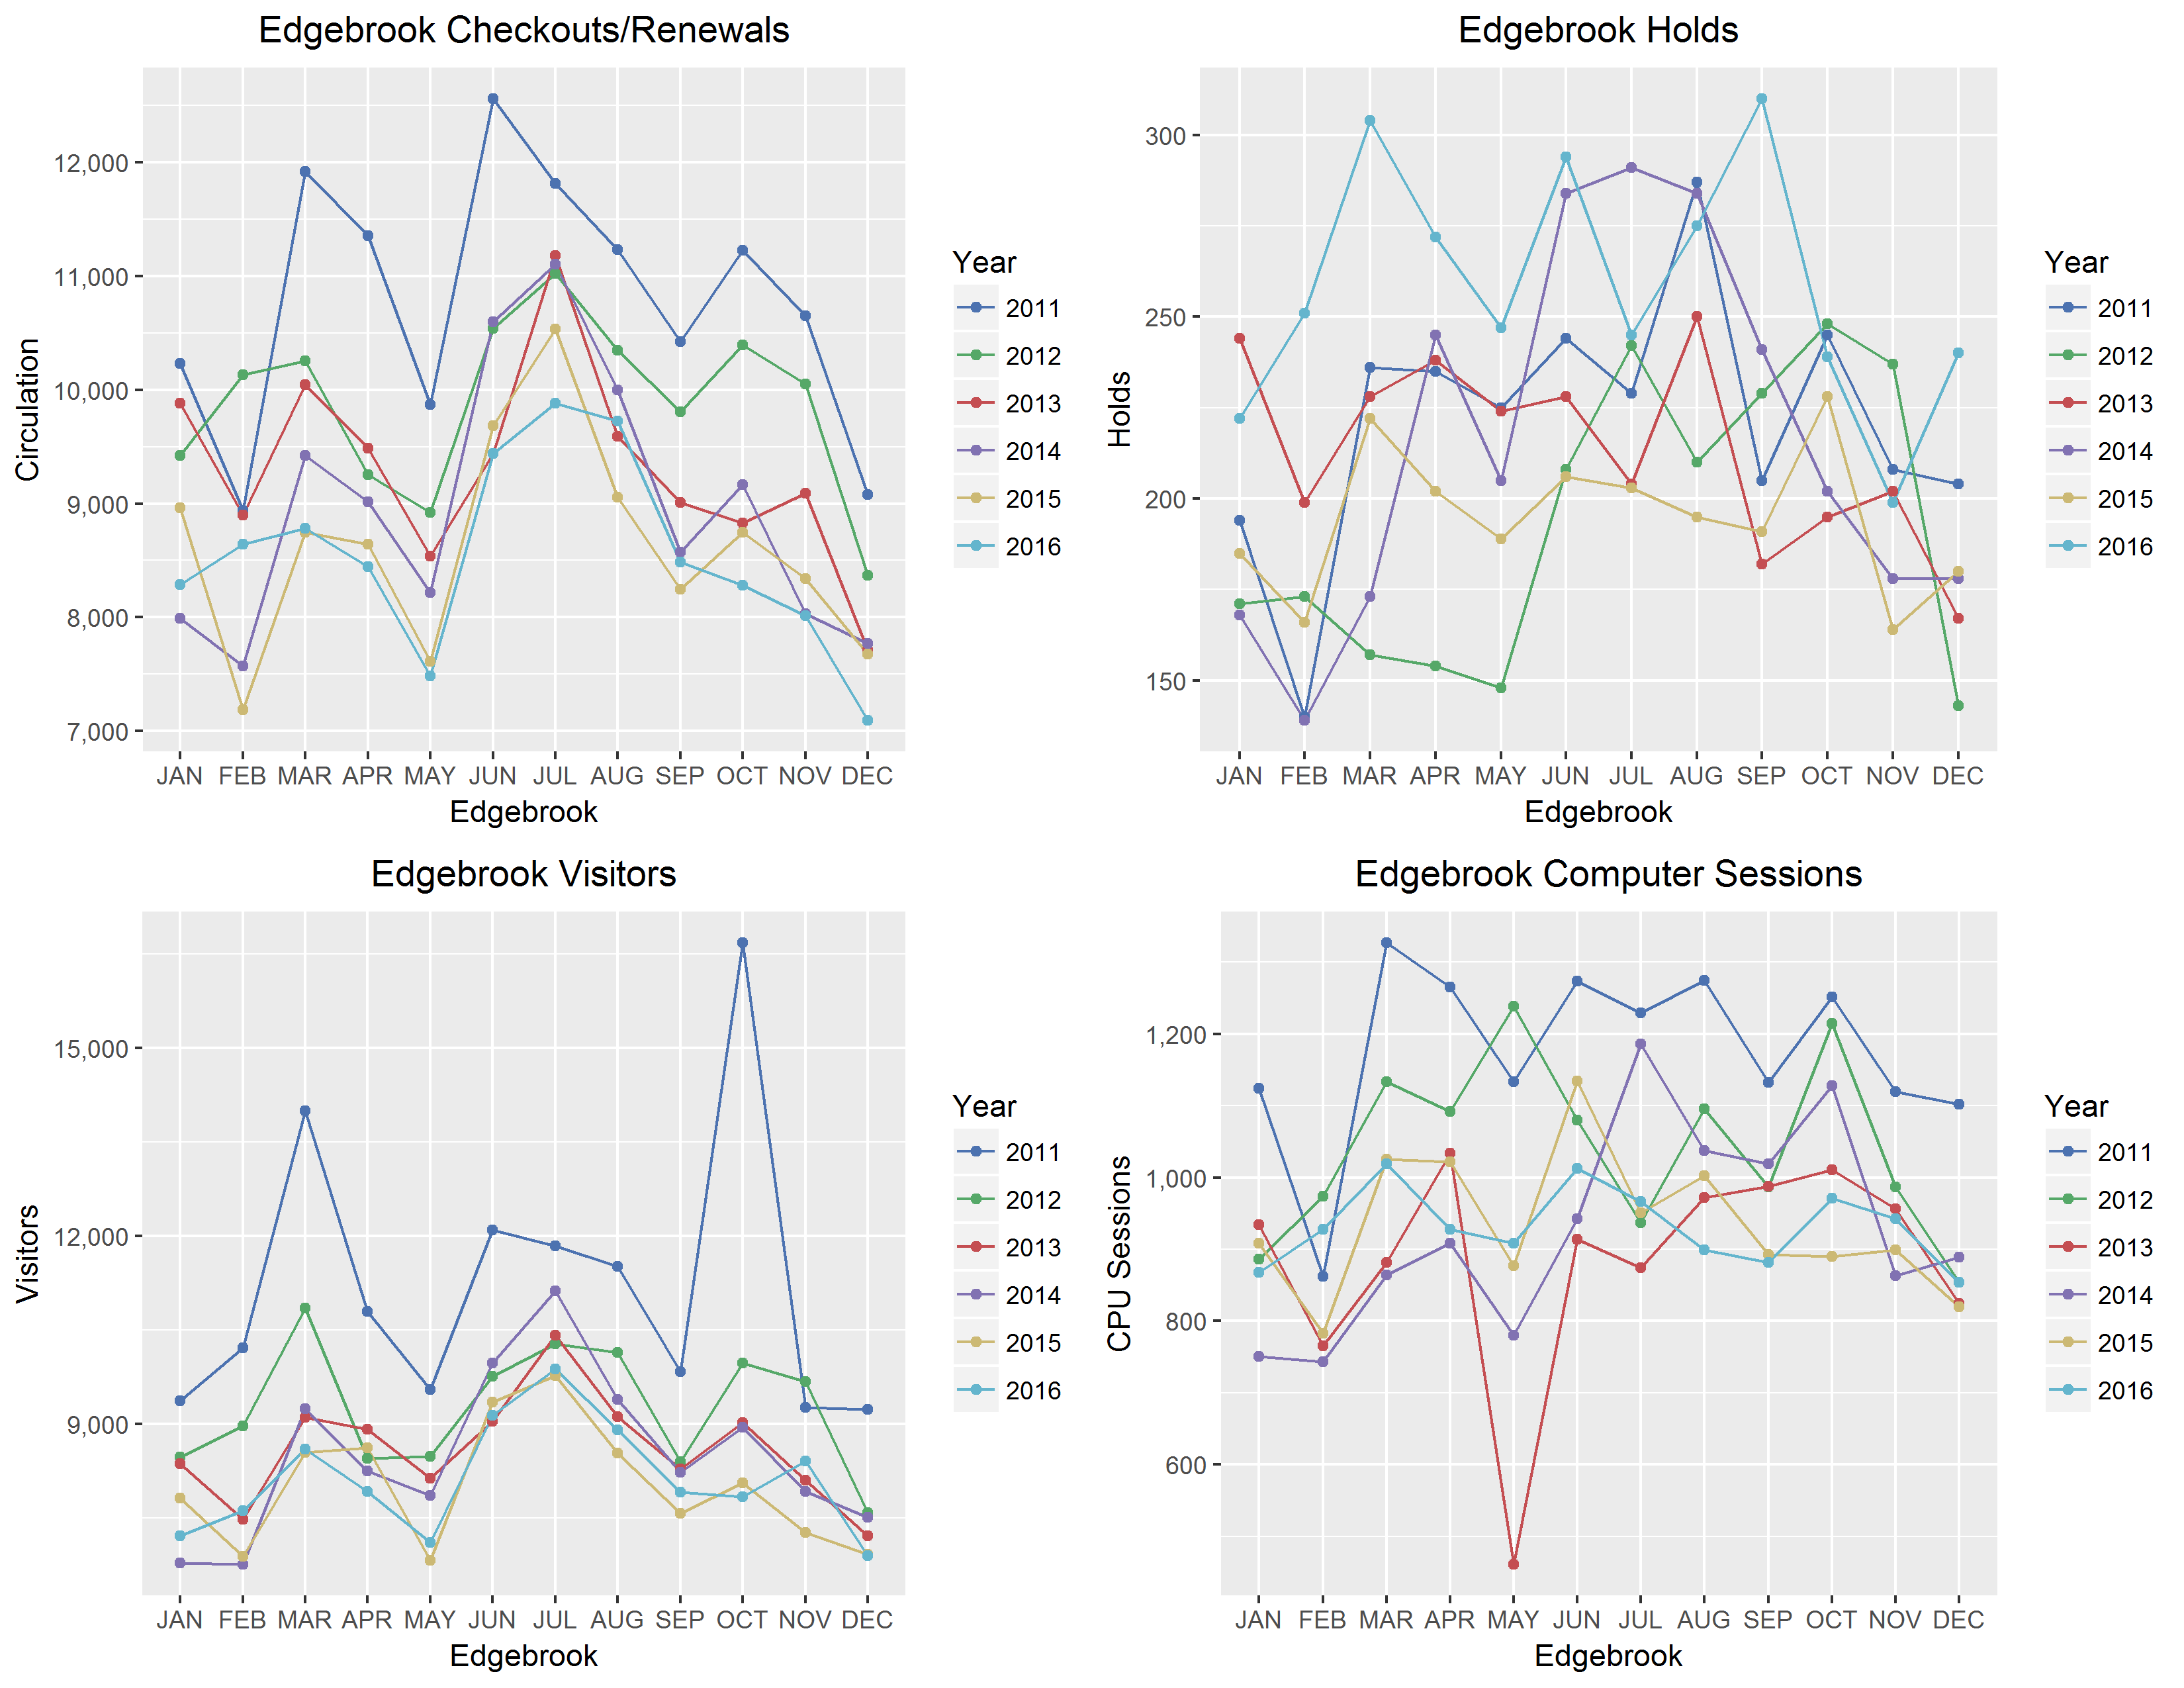 Edgebrook Checkouts/Renewals
Circulation
12,000
11,000
10,000
9,000
8,000
7,000
JAN FEB MAR APR MAY JUN JUL AUG SEP OCT NOV DEC
Edgebrook
Year
2011
2012
2013
2014
2015
2016
Edgebrook Holds
Holds
300
250
200
150
JAN FEB MAR APR MAY JUN JUL AUG SEP OCT NOV DEC
Edgebrook
Year
2011
2012
2013
2014
2015
2016
Edgebrook Visitors
Visitors
15,000
12,000
9,000
JAN FEB MAR APR MAY JUN JUL AUG SEP OCT NOV DEC
Edgebrook
Year
2011
2012
2013
2014
2015
2016
Edgebrook Computer Sessions
CPU Sessions
1,200
1,000
800
600
JAN FEB MAR APR MAY JUN JUL AUG SEP OCT NOV DEC
Edgebrook
Year
2011
2012
2013
2014
2015
2016